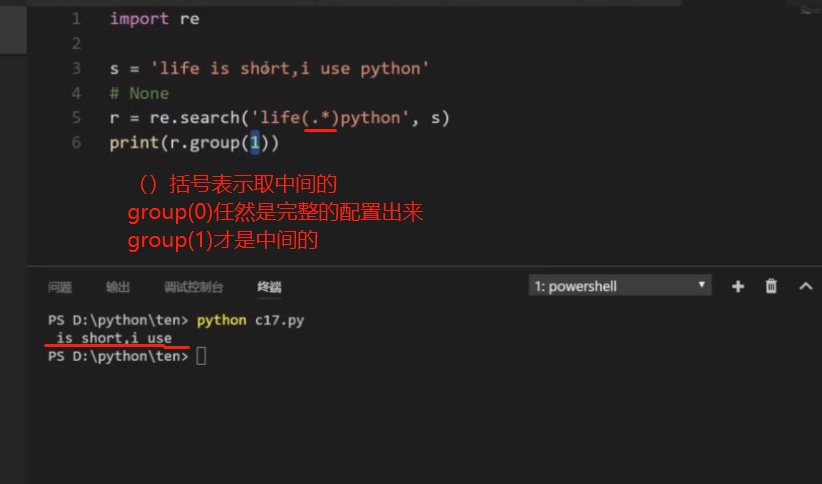 1 import re
2
3 s = 'life is short,i use python'
4 # None
5 r = re.search('life(.*)python', s)
6 print(r.group(1))
（）括号表示取中间的
group(0)任然是完整的配置出来
group(1)才是中间的
问题 输出 调试控制台 终端 1: powershell
PS D:\python\ten> python c17.py
is short,i use
PS D:\python\ten>